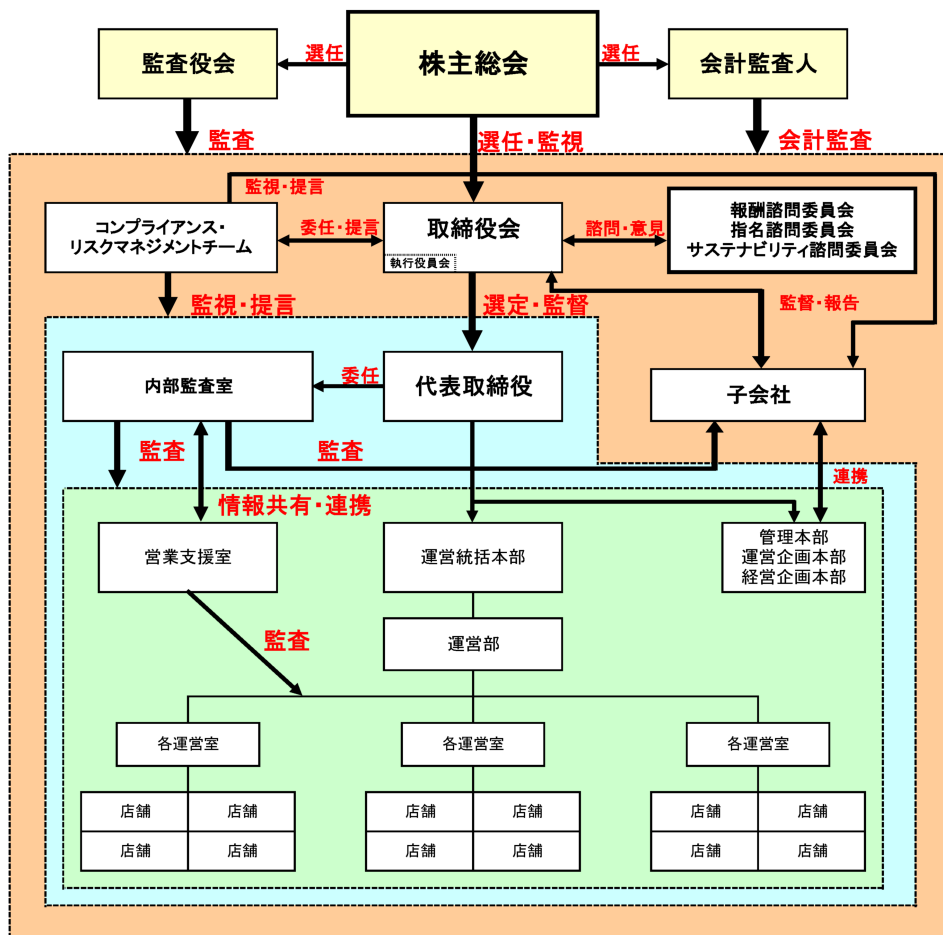 監査役会
選任
株主総会
選任
会計監査人
監査
選任・監視
会計監査
監視・提言
コンプライアンス・
リスクマネジメントチーム
委任・提言
取締役会
執行役員会
諮問・意見
報酬諮問委員会
指名諮問委員会
サステナビリティ諮問委員会
監視・提言
選定・監督
監督・報告
内部監査室
委任
代表取締役
子会社
監査
監査
連携
情報共有・連携
営業支援室
運営統括本部
管理本部
運営企画本部
経営企画本部
監査
運営部
各運営室
各運営室
各運営室
店舗
店舗
店舗
店舗
店舗
店舗
店舗
店舗
店舗
店舗
店舗
店舗